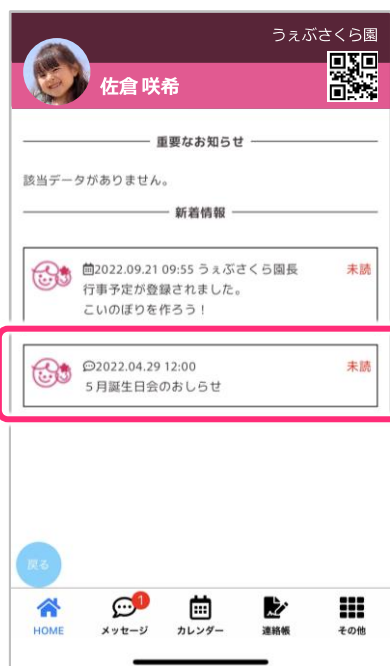 うぇぶさくら園
佐倉 咲希
重要なお知らせ
該当データがありません。
新着情報
2022.09.21 09:55 うぇぶさくら園長 未読
行事予定が登録されました。
こいのぼりを作ろう！
2022.04.29 12:00 未読
５月誕生日会のおしらせ
戻る
1
HOME メッセージ カレンダー 連絡帳 その他